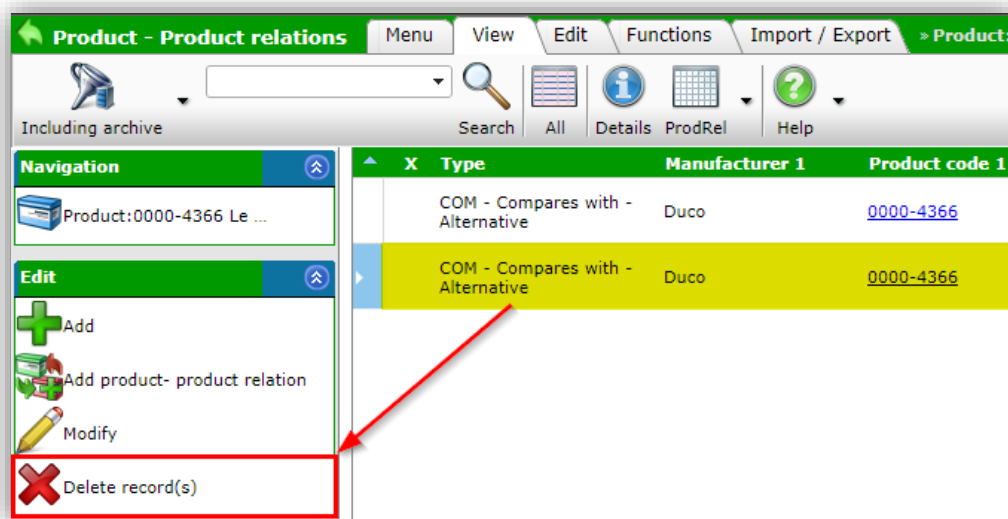 Product - Product relations
Menu
View
Edit
Functions
Import / Export
» Product:
Including archive
Search
All
Details
ProdRel
Help
Navigation
Product:0000-4366 Le ...
Edit
Add
Add product- product relation
Modify
Delete record(s)
X Type Manufacturer 1 Product code 1
COM - Compares with -
Alternative
Duco
0000-4366
COM - Compares with -
Alternative
Duco
0000-4366